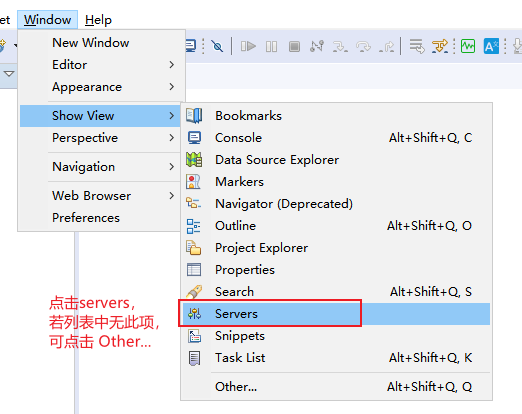 et Window Help
New Window
Editor
Appearance
Show View
Perspective
Navigation
Web Browser
Preferences
Bookmarks
Console Alt+Shift+Q, C
Data Source Explorer
Markers
Navigator (Deprecated)
Outline Alt+Shift+Q, O
Project Explorer
Properties
Search Alt+Shift+Q, S
Servers
Snippets
Task List Alt+Shift+Q, K
Other... Alt+Shift+Q, Q
点击servers，
若列表中无此项，
可点击 Other...